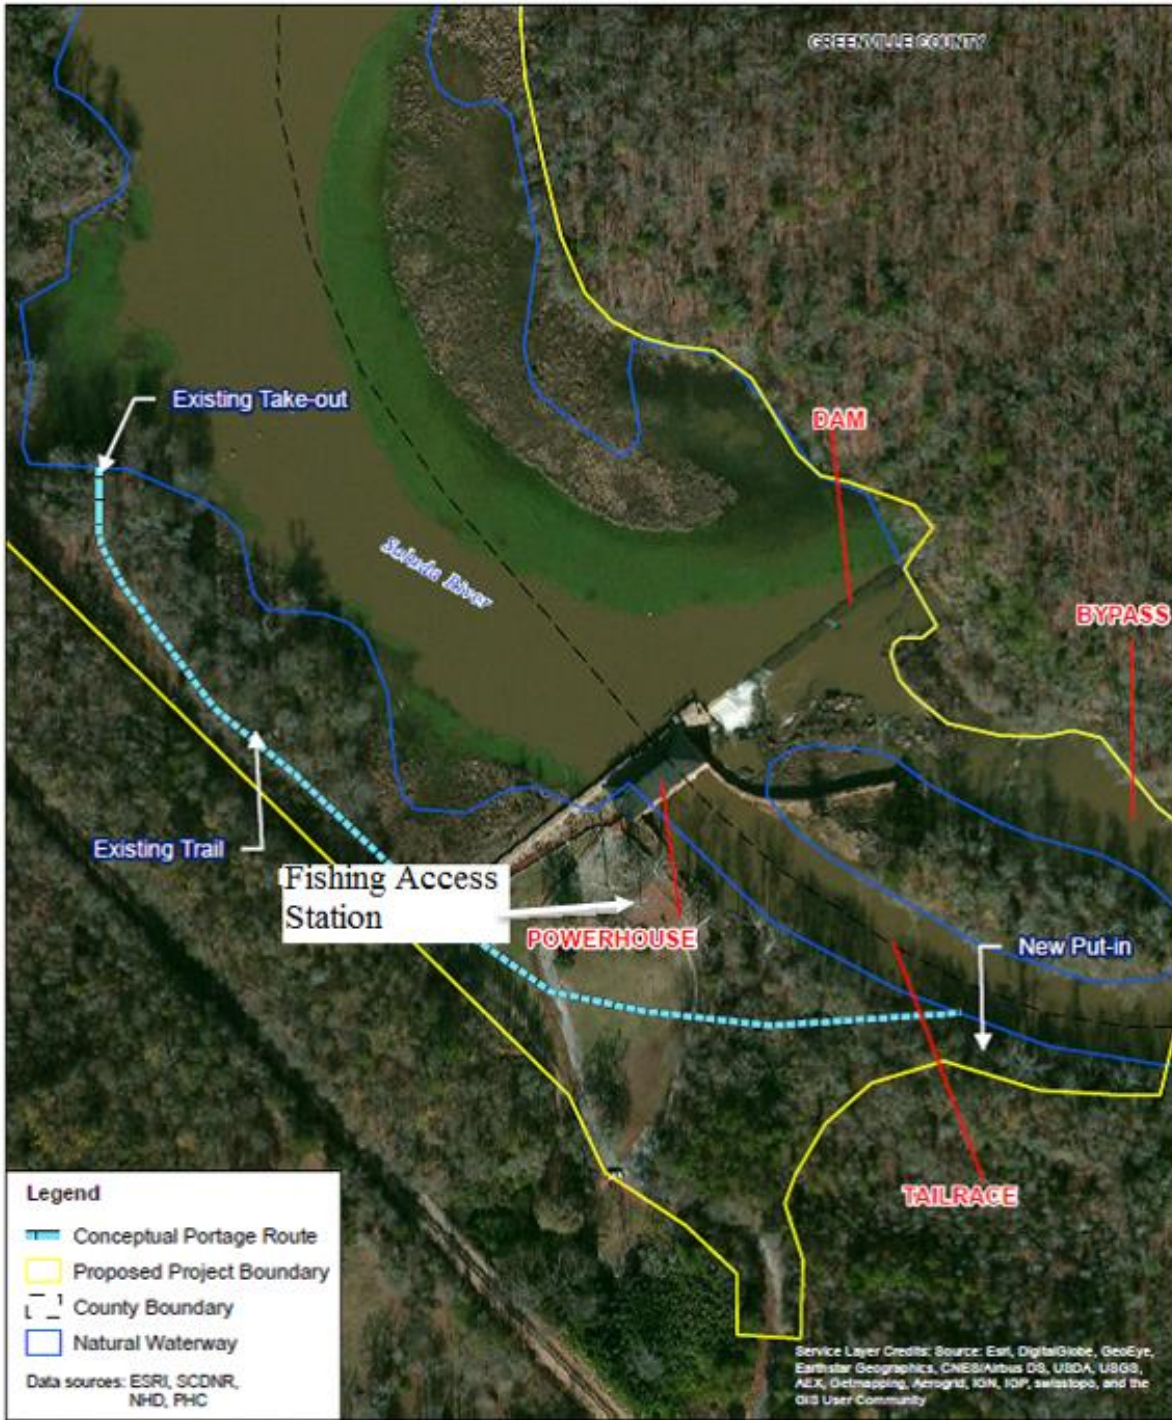 GREENVILLE COUNTY
Existing Take-out
DAM
Saluda River
BYPASS
Existing Trail
Fishing Access
Station
POWERHOUSE
New Put-in
TAILRACE
Legend
Conceptual Portage Route
Proposed Project Boundary
County Boundary
Natural Waterway
Data sources: ESRI, SCDNR,
NHD, PHC
Service Layer Credits: Source: Esri, DigitalGlobe, GeoEye,
Earthstar Geographics, CNES/Airbus DS, USDA, USGS,
AEX, Getmapping, Aerogrid, IGN, IGP, swisstopo, and the
GIS User Community